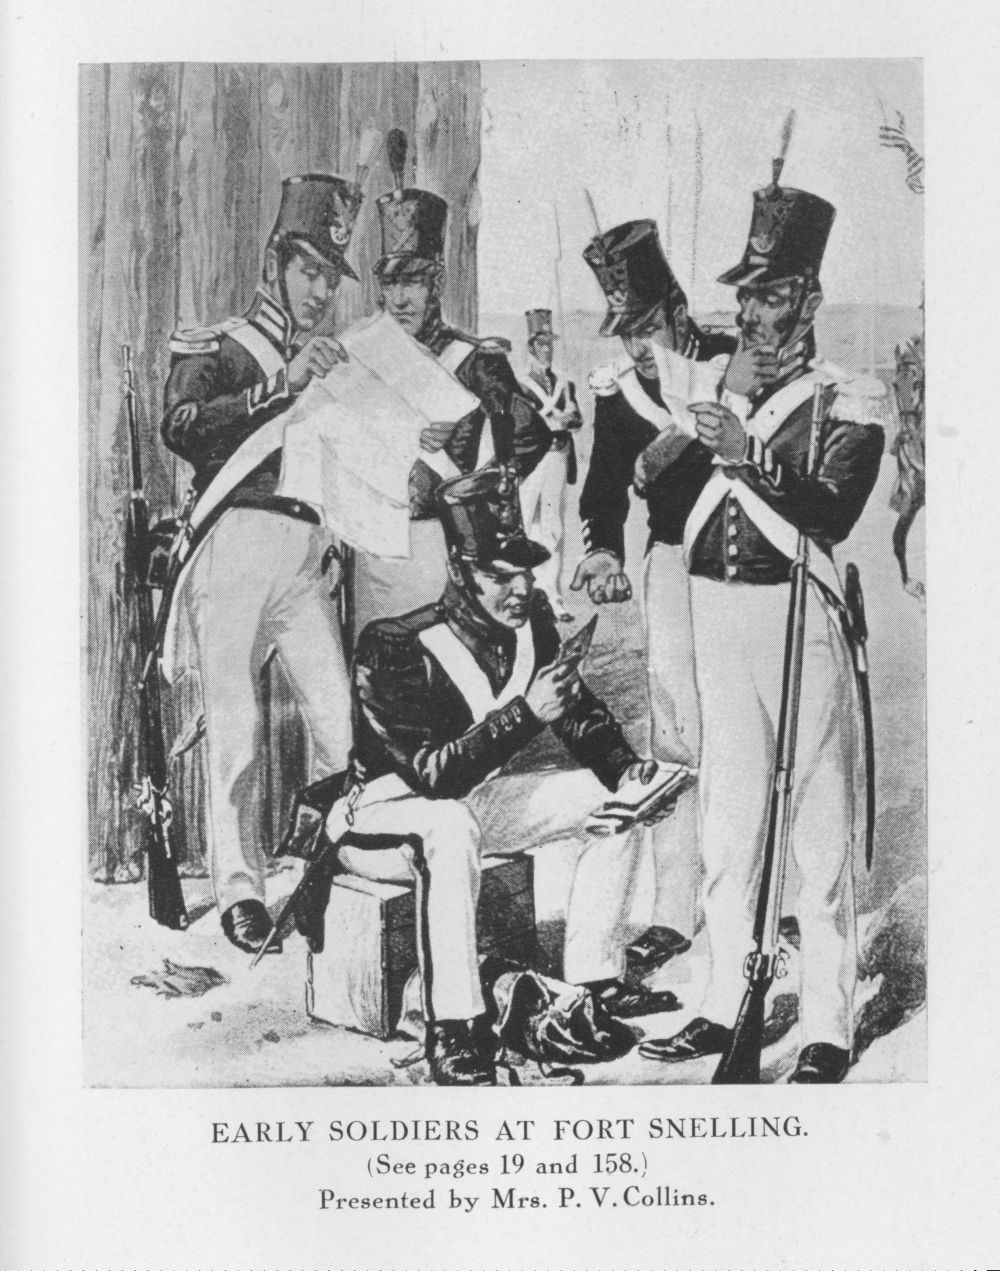 EARLY SOLDIERS AT FORT SNELLING.
(See pages 19 and 158.)
Presented by Mrs. P. V. Collins.